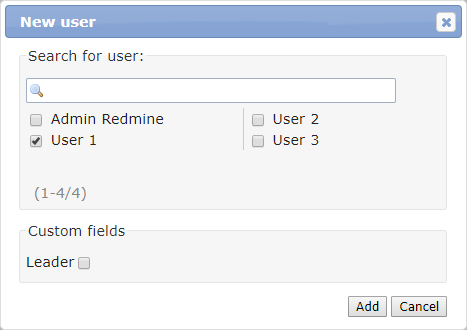 New user
Search for user:
Admin Redmine
User 1
User 2
User 3
(1-4/4)
Custom fields
Leader
Add Cancel